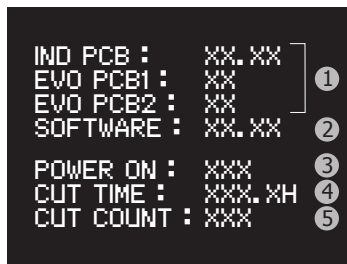 IND PCB : XX.XX
EVO PCB1 : XX 1
EVO PCB2 : XX
SOFTWARE : XX.XX 2
POWER ON : XXX 3
CUT TIME : XXX.XH 4
CUT COUNT : XXX 5